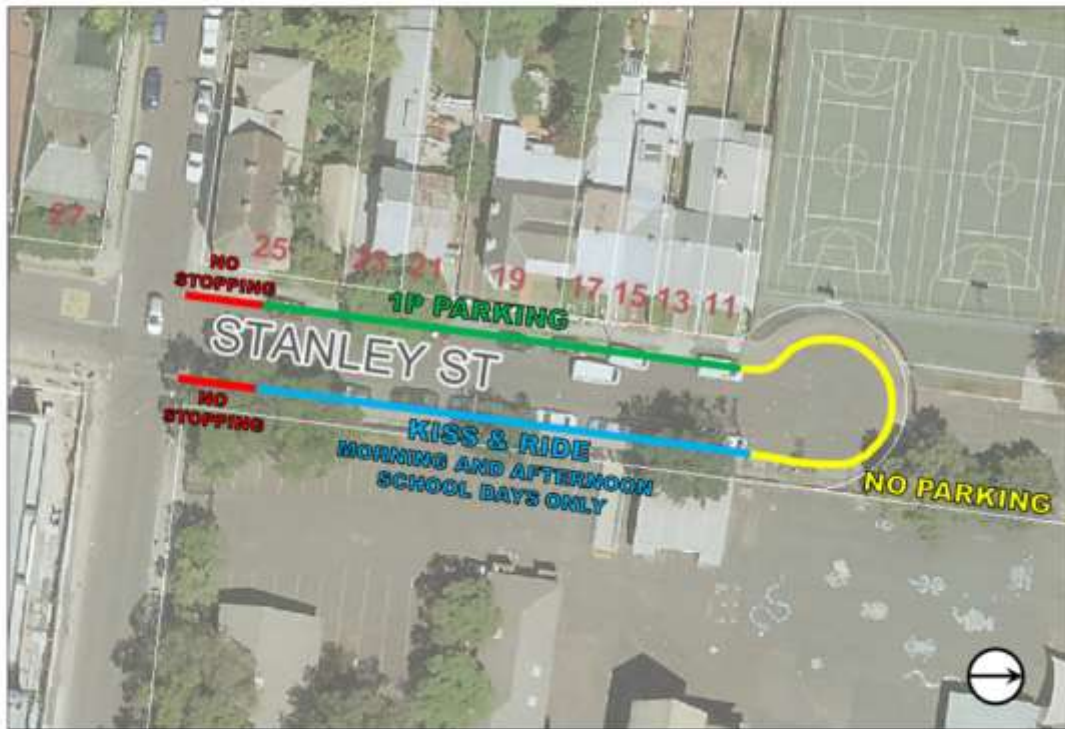 27
25
23
21
19
17
15
13
11
NO
STOPPING
1P PARKING
STANLEY ST
NO
STOPPING
KISS & RIDE
MORNING AND AFTERNOON
SCHOOL DAYS ONLY
NO PARKING